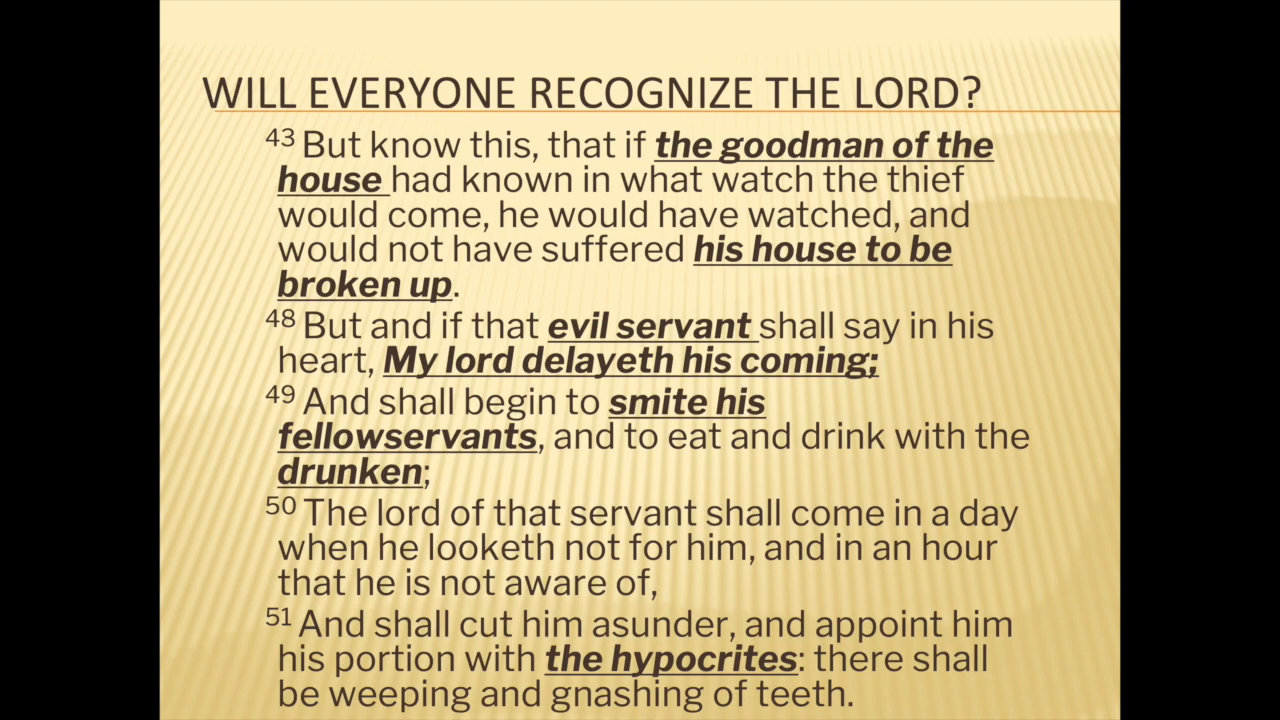 WILL EVERYONE RECOGNIZE THE LORD?
43 But know this, that if the goodman of the
house had known in what watch the thief
would come, he would have watched, and
would not have suffered his house to be
broken up.
48 But and if that evil servant shall say in his
heart, My lord delayeth his coming;
49 And shall begin to smite his
fellowservants, and to eat and drink with the
drunken;
50 The lord of that servant shall come in a day
when he looketh not for him, and in an hour
that he is not aware of,
51 And shall cut him asunder, and appoint him
his portion with the hypocrites: there shall
be weeping and gnashing of teeth.